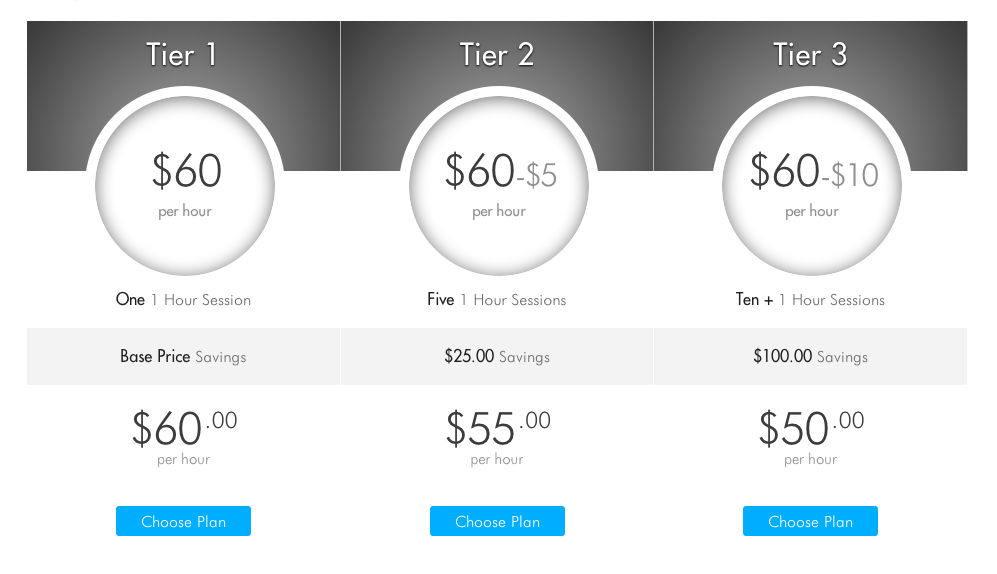 Tier 1
$60
per hour
One 1 Hour Session
Base Price Savings
$60.00
per hour
Choose Plan
Tier 2
$60-$5
per hour
Five 1 Hour Sessions
$25.00 Savings
$55.00
per hour
Choose Plan
Tier 3
$60-$10
per hour
Ten + 1 Hour Sessions
$100.00 Savings
$50.00
per hour
Choose Plan